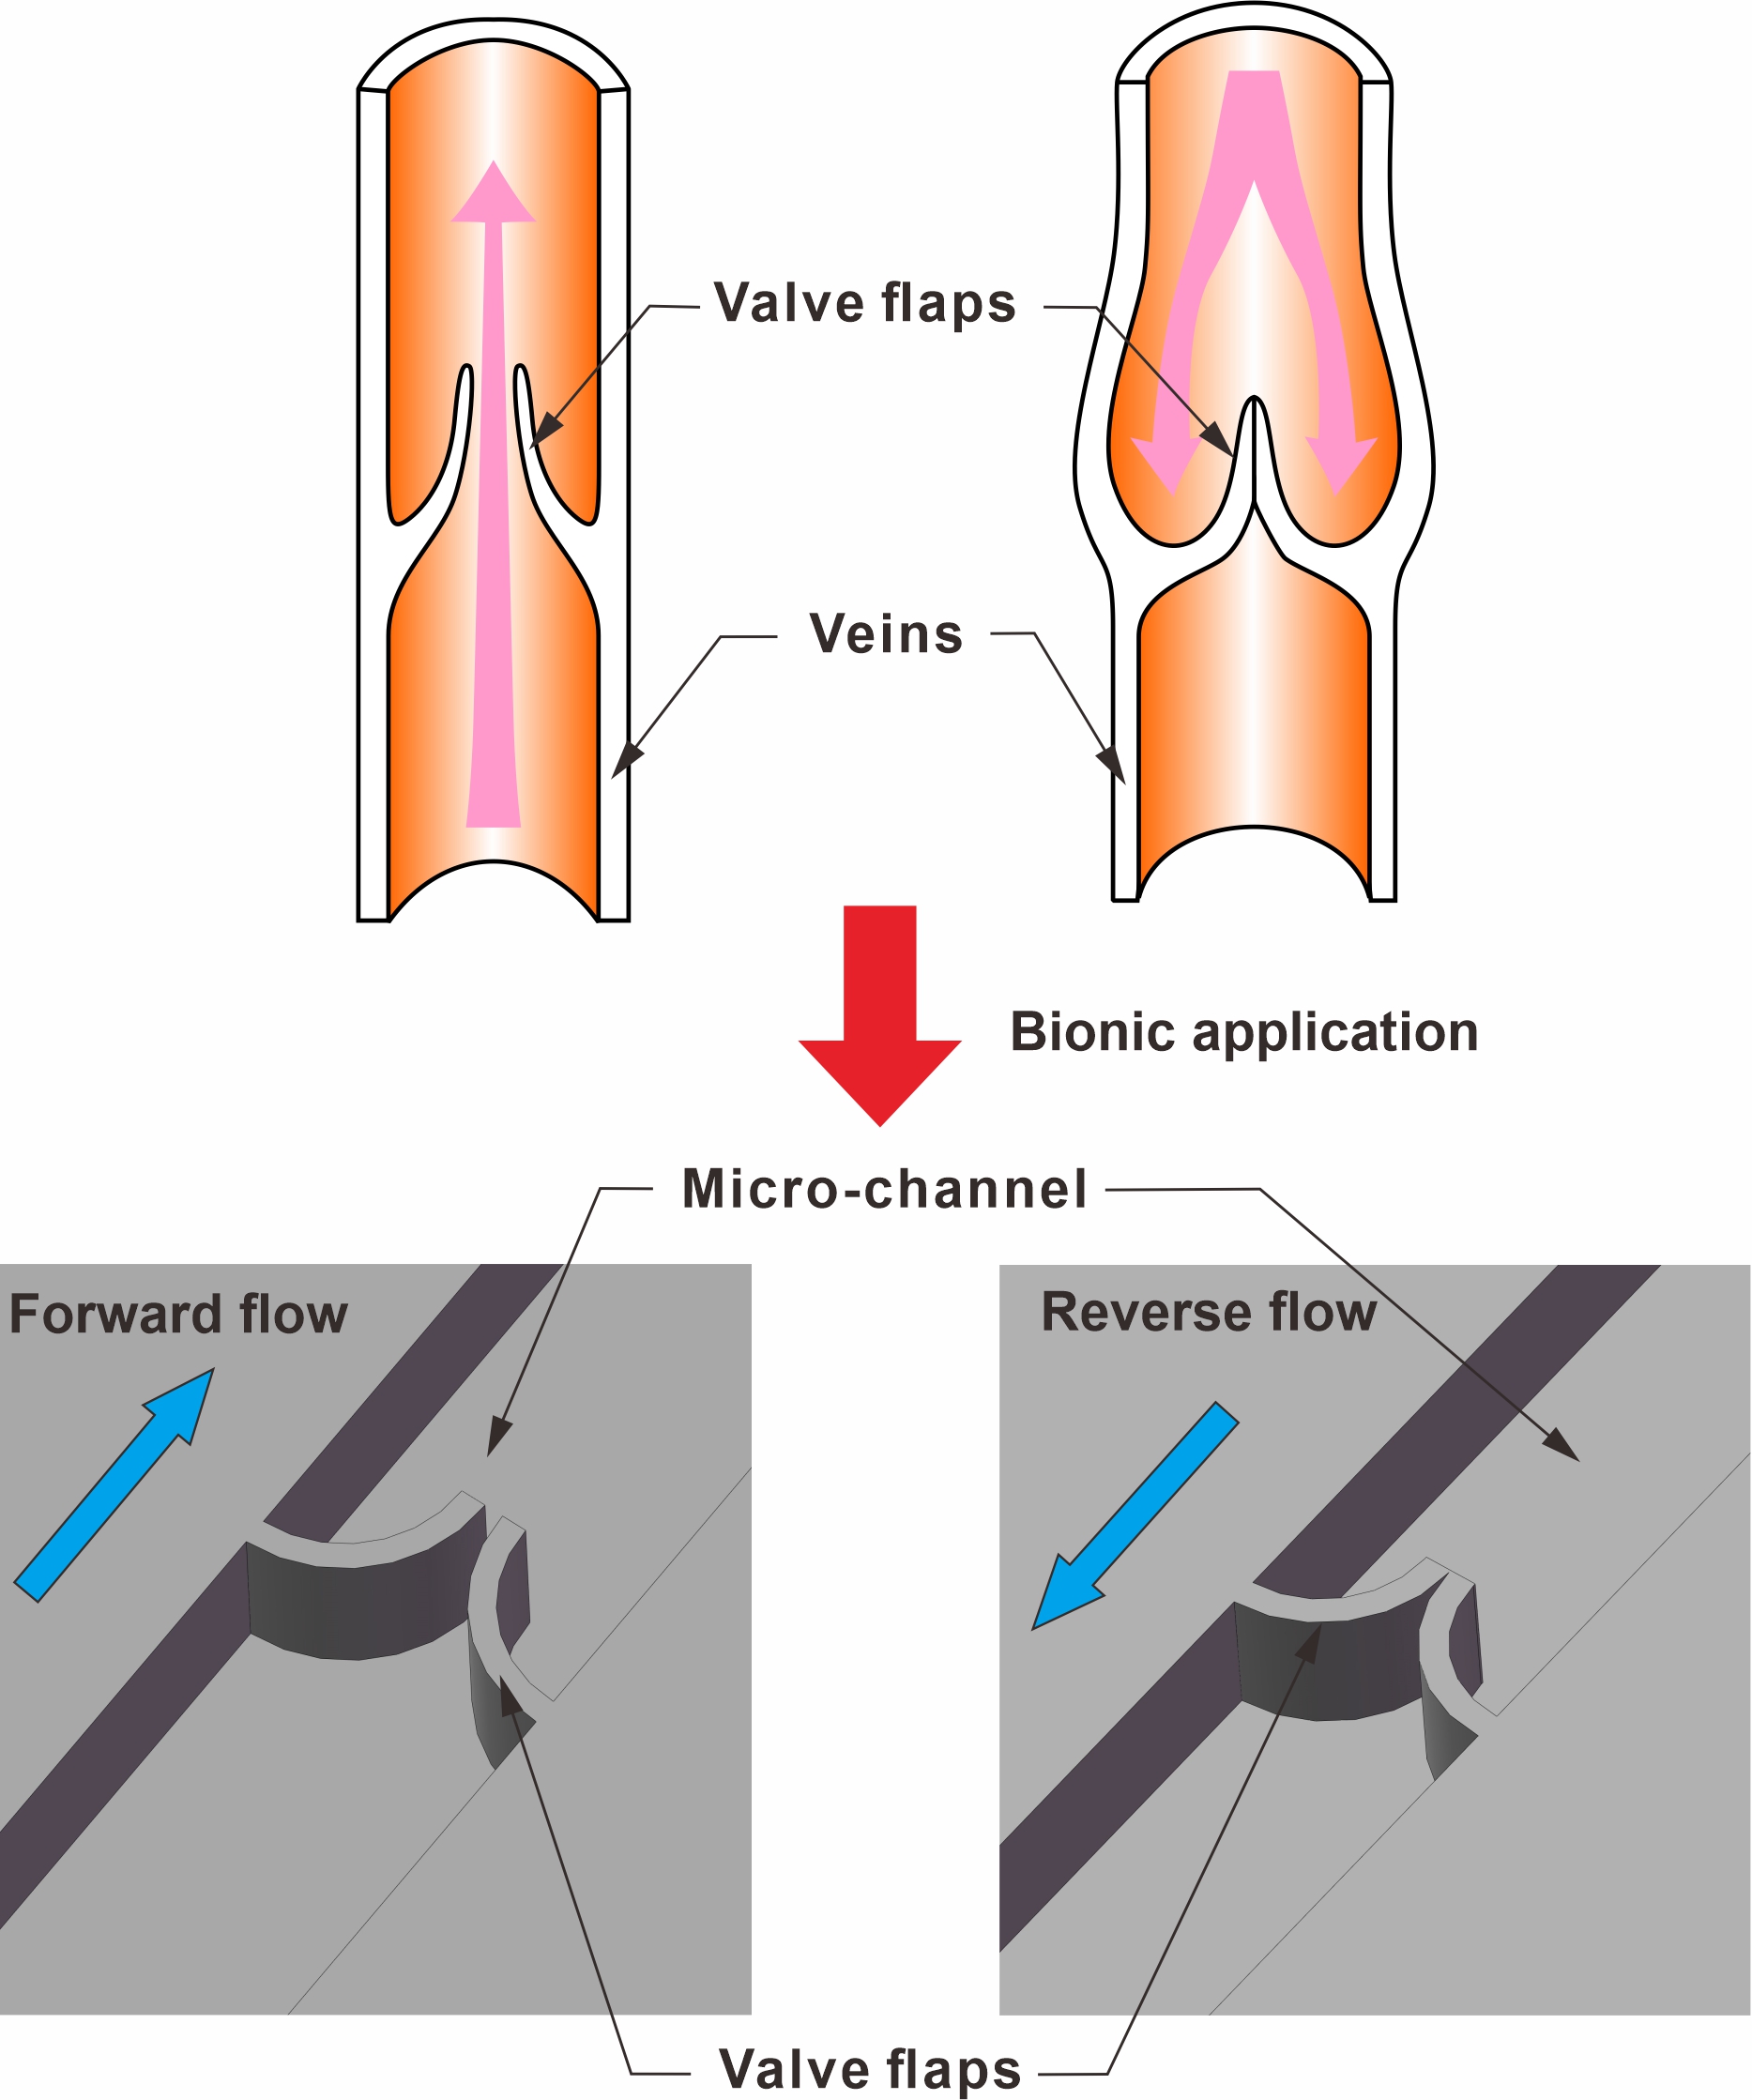 Valve flaps
Veins
Bionic application
Micro-channel
Forward flow
Reverse flow
Valve flaps